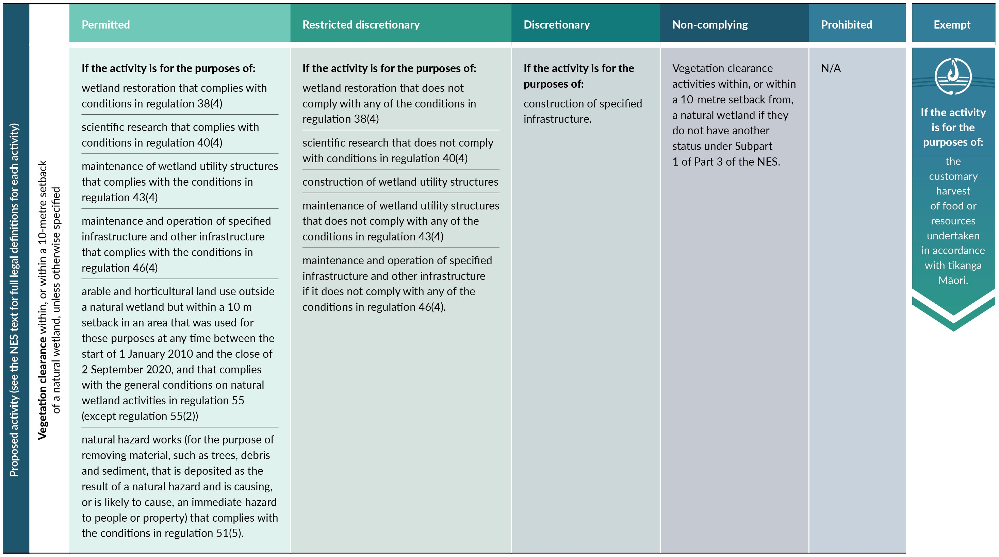 Proposed activity (see the NES text for full legal definitions for each activity)
Vegetation clearance within, or within a 10-metre setback
of a natural wetland, unless otherwise specified
Permitted
If the activity is for the purposes of:
wetland restoration that complies with
conditions in regulation 38(4)
scientific research that complies with
conditions in regulation 40(4)
maintenance of wetland utility structures
that complies with the conditions in
regulation 43(4)
maintenance and operation of specified
infrastructure and other infrastructure
that complies with the conditions in
regulation 46(4)
arable and horticultural land use outside
a natural wetland but within a 10 m
setback in an area that was used for
these purposes at any time between the
start of 1 January 2010 and the close of
2 September 2020, and that complies
with the general conditions on natural
wetland activities in regulation 55
(except regulation 55(2))
natural hazard works (for the purpose of
removing material, such as trees, debris
and sediment, that is deposited as the
result of a natural hazard and is causing,
or is likely to cause, an immediate hazard
to people or property) that complies with
the conditions in regulation 51(5).
Restricted discretionary
If the activity is for the purposes of:
wetland restoration that does not
comply with any of the conditions in
regulation 38(4)
scientific research that does not comply
with conditions in regulation 40(4)
construction of wetland utility structures
maintenance of wetland utility structures
that does not comply with any of the
conditions in regulation 43(4)
maintenance and operation of specified
infrastructure and other infrastructure
if it does not comply with any of the
conditions in regulation 46(4).
Discretionary
If the activity is for the
purposes of:
construction of specified
infrastructure.
Non-complying
Vegetation clearance
activities within, or within
a 10-metre setback from,
a natural wetland if they
do not have another
status under Subpart
1 of Part 3 of the NES.
Prohibited
N/A
Exempt
If the activity
is for the
purposes of:
the
customary
harvest
of food or
resources
undertaken
in accordance
with tikanga
Māori.